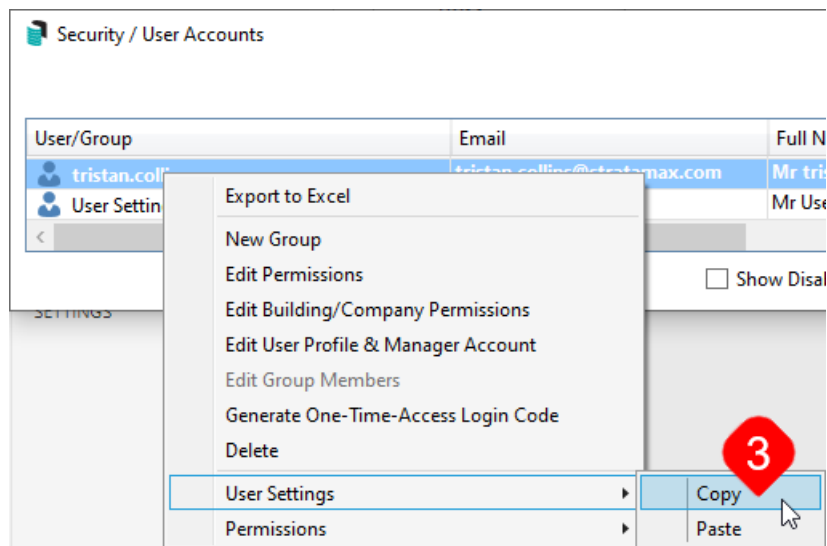 Security / User Accounts
User/Group Email Full N
tristan.coll tristan.collins@stratamax.com Mr tris
User Settin Mr Use
Export to Excel
New Group
Edit Permissions
Show Disal
Edit Building/Company Permissions
SETTINGS
Edit User Profile & Manager Account
Edit Group Members
Generate One-Time-Access Login Code
Delete
3
User Settings Copy
Permissions Paste